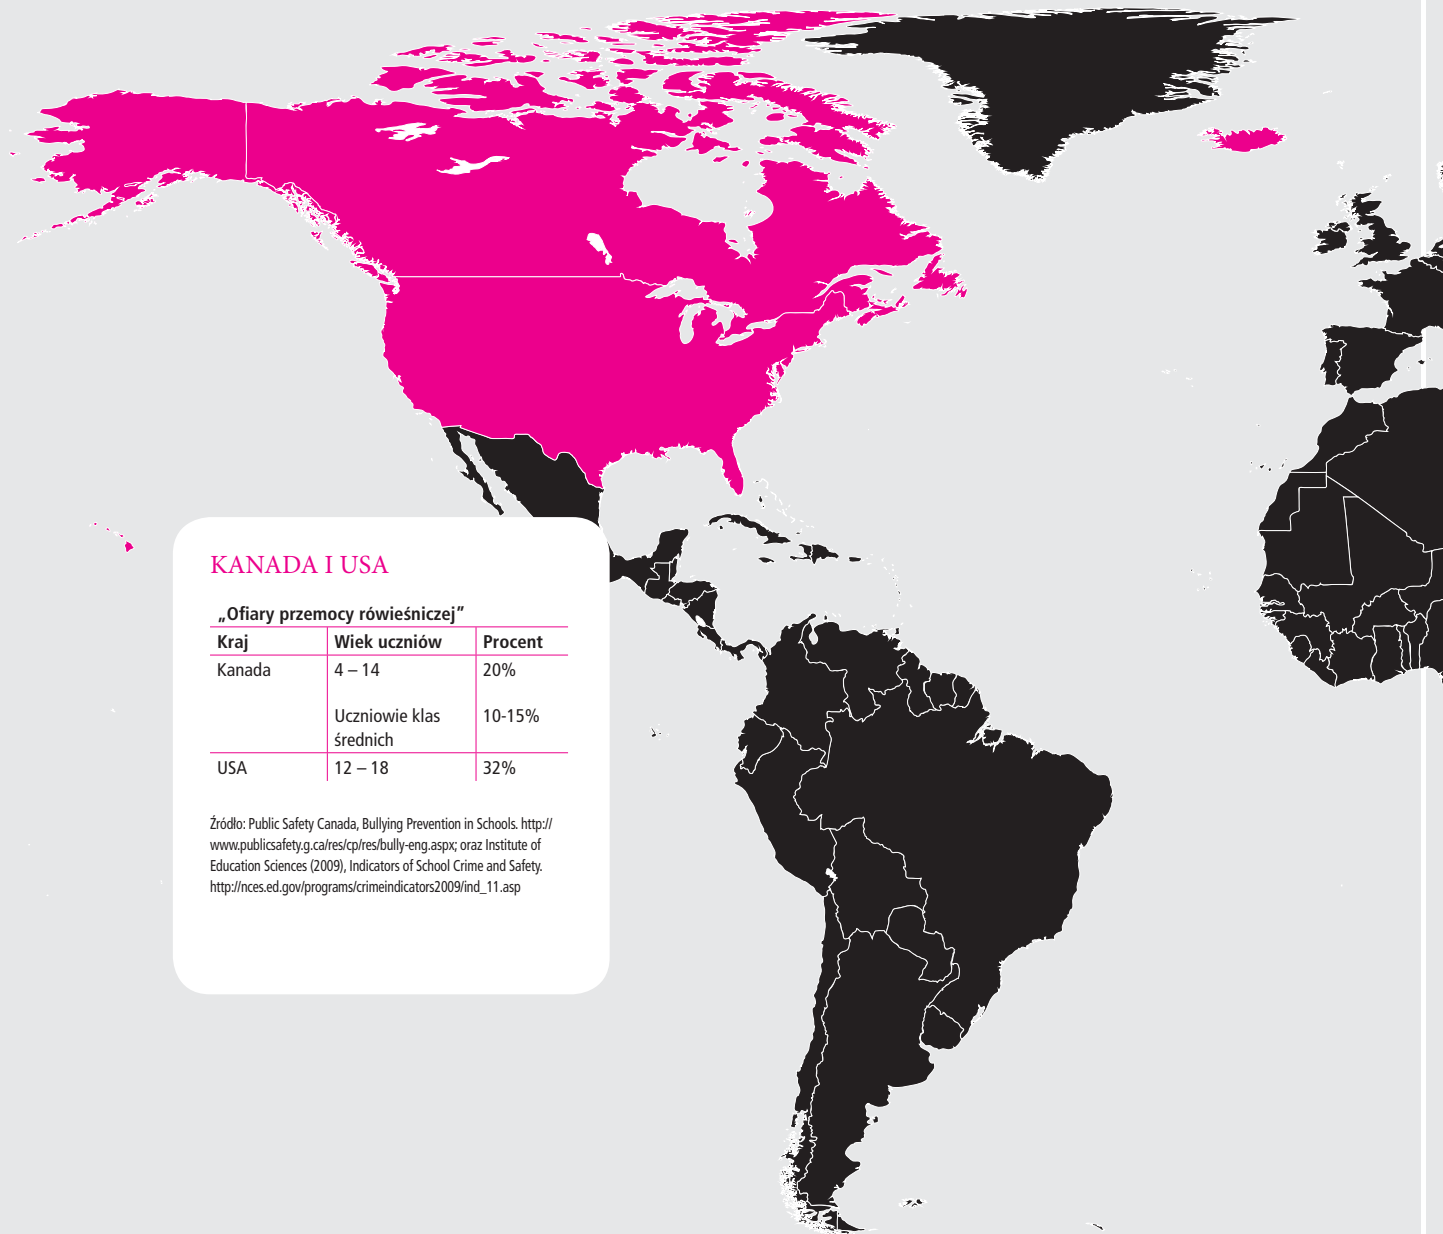 KANADA I USA
„Ofiary przemocy rówieśniczej”
Kraj Wiek uczniów Procent
Kanada 4 – 14 20%
Uczniowie klas 10-15%
średnich
USA 12 – 18 32%
Źródło: Public Safety Canada, Bullying Prevention in Schools. http://
www.publicsafety.g.ca/res/cp/res/bully-eng.aspx; oraz Institute of
Education Sciences (2009), Indicators of School Crime and Safety.
http://nces.ed.gov/programs/crimeindicators2009/ind_11.asp